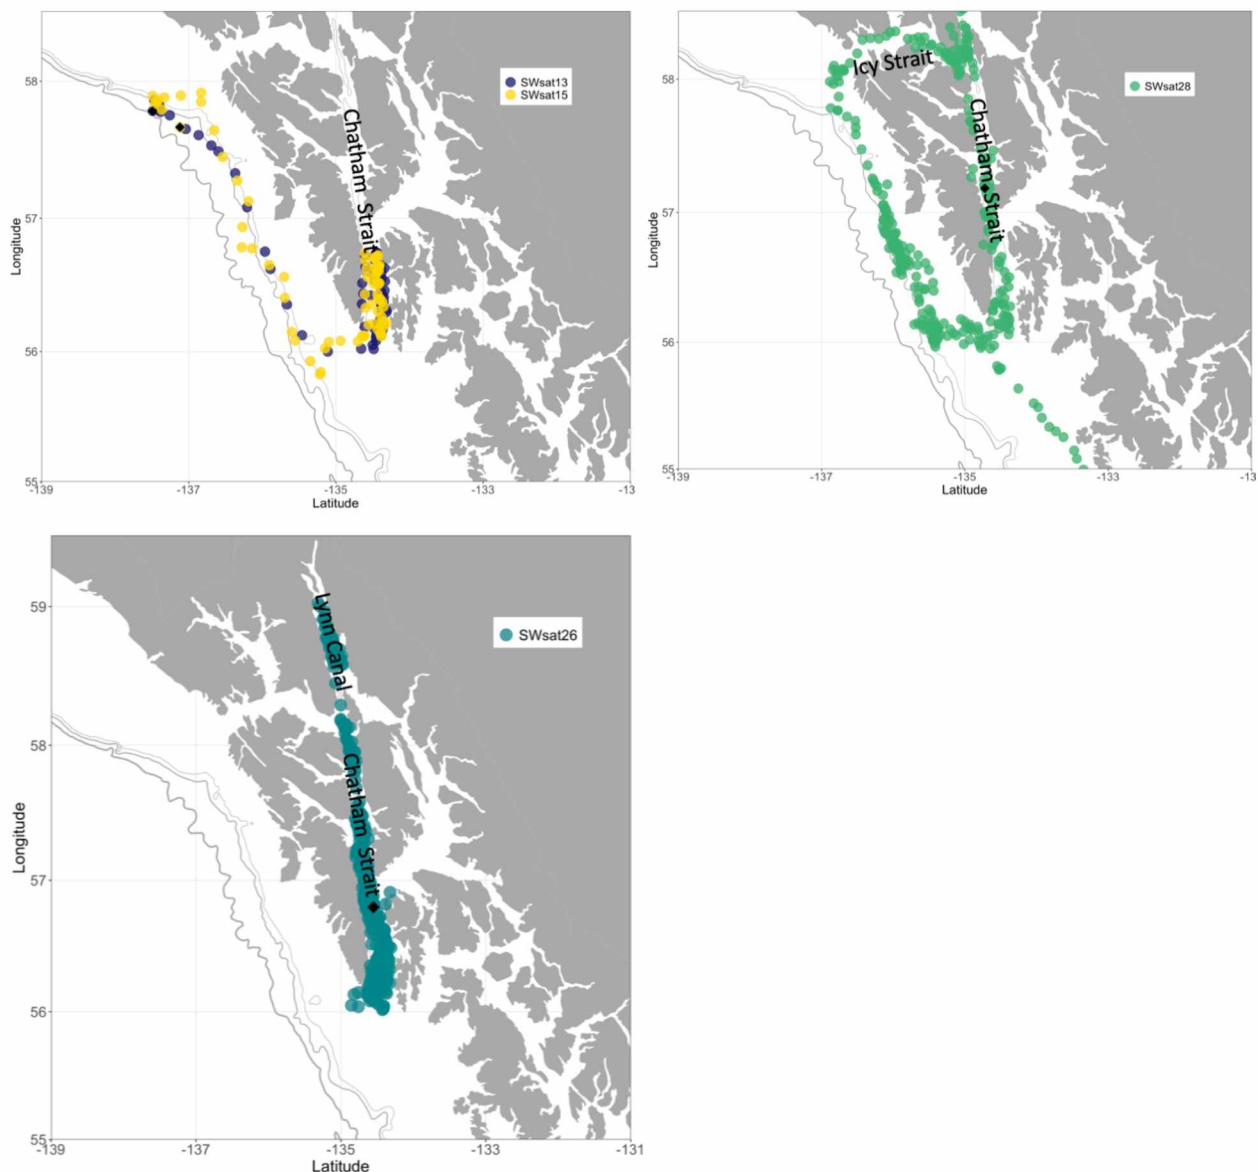 58
57
56
55
-139
-137
-135
-133
-13
Longitude
Latitude
Chatham Strait
SWsat13
SWsat15
58
57
56
55
-139
-137
-135
-133
-13
Longitude
Latitude
Icy Strait
Chatham Strait
SWsat28
59
58
57
56
55
-139
-137
-135
-133
-131
Longitude
Latitude
Lynn Canal
Chatham Strait
SWsat26